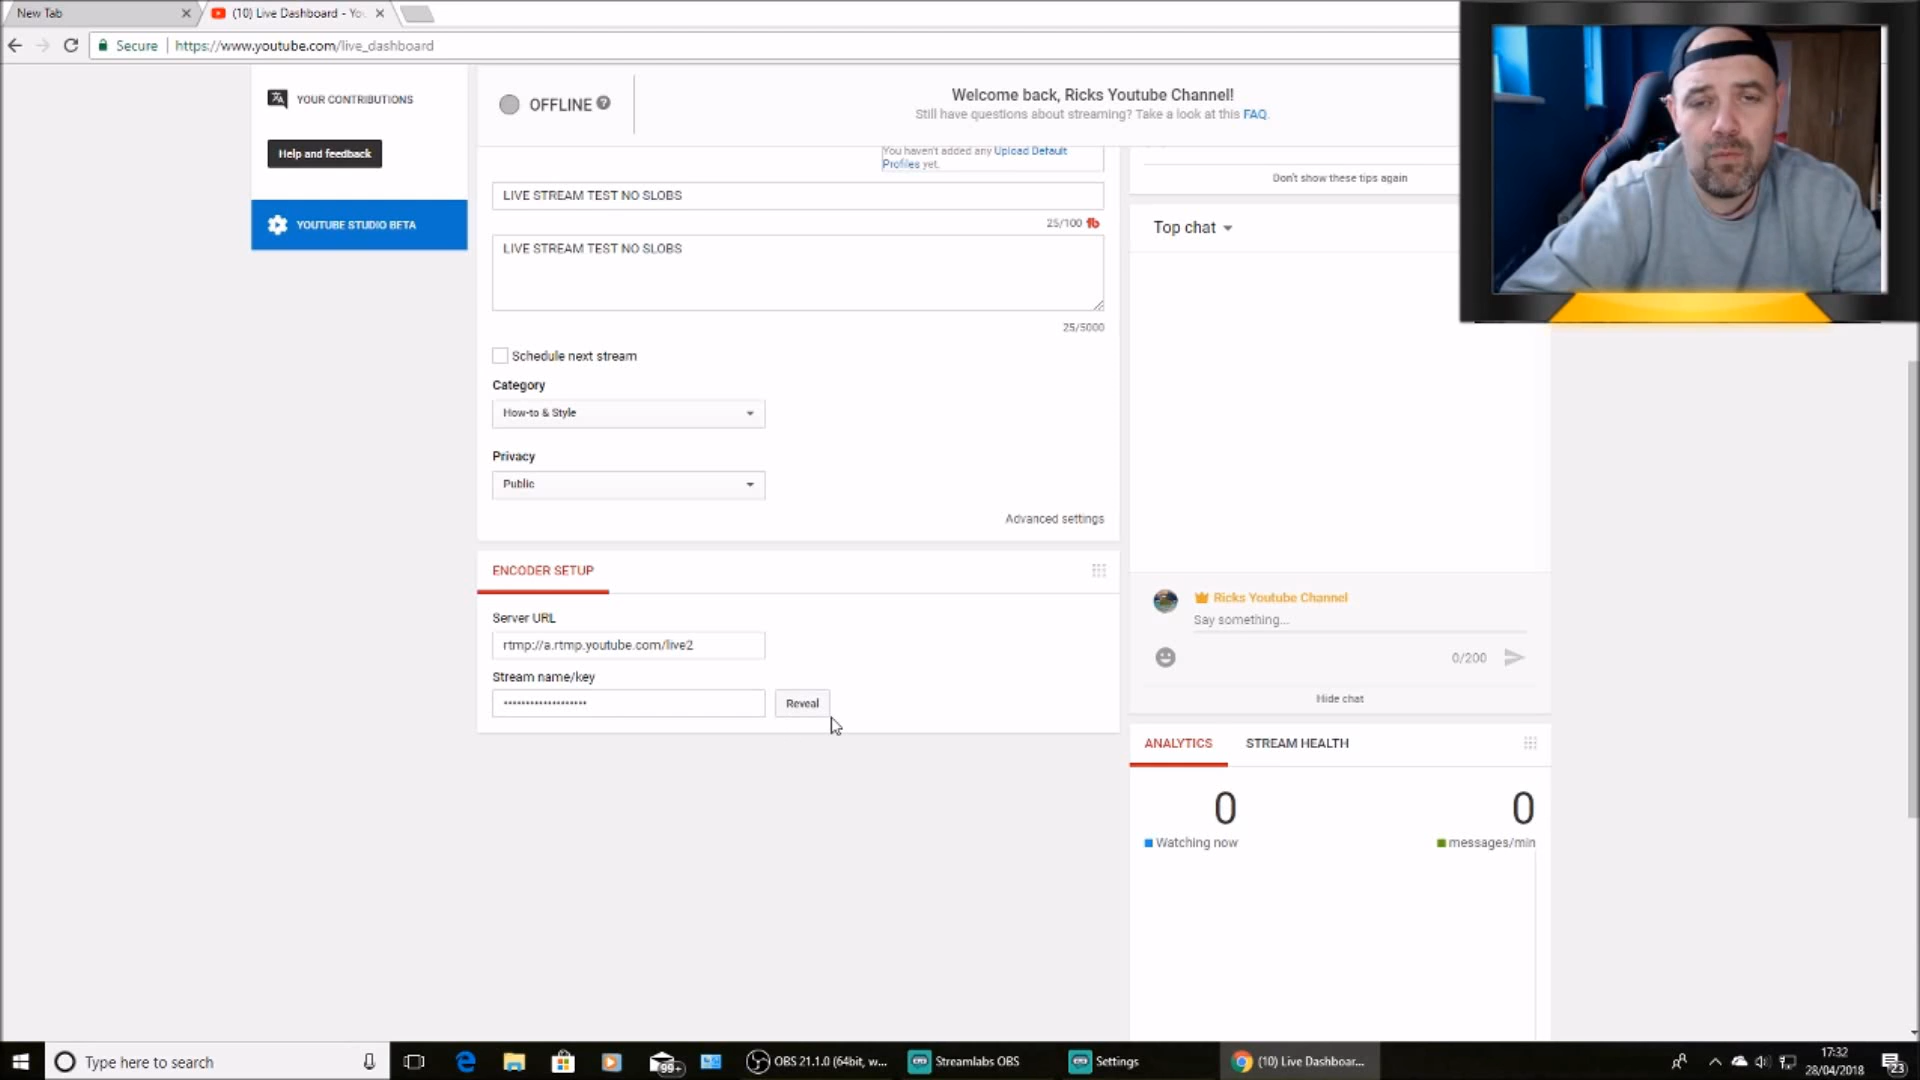 New Tab
(10) Live Dashboard - You
Secure
https://www.youtube.com/live_dashboard
YOUR CONTRIBUTIONS
Help and feedback
YOUTUBE STUDIO BETA
OFFLINE
Welcome back, Ricks Youtube Channel!
Still have questions about streaming? Take a look at this FAQ.
You haven't added any Upload Default
Profiles yet.
LIVE STREAM TEST NO SLOBS
25/100
LIVE STREAM TEST NO SLOBS
25/5000
Schedule next stream
Category
How-to & Style
Privacy
Public
Advanced settings
ENCODER SETUP
Server URL
rtmp://a.rtmp.youtube.com/live2
Stream name/key
•••••••••••••••••••
Reveal
Don't show these tips again
Top chat
Ricks Youtube Channel
Say something...
0/200
Hide chat
ANALYTICS
STREAM HEALTH
0
0
Watching now
messages/min
Type here to search
99+
OBS 21.1.0 (64bit, w...
Streamlabs OBS
Settings
(10) Live Dashboar...
17:32
28/04/2018
23